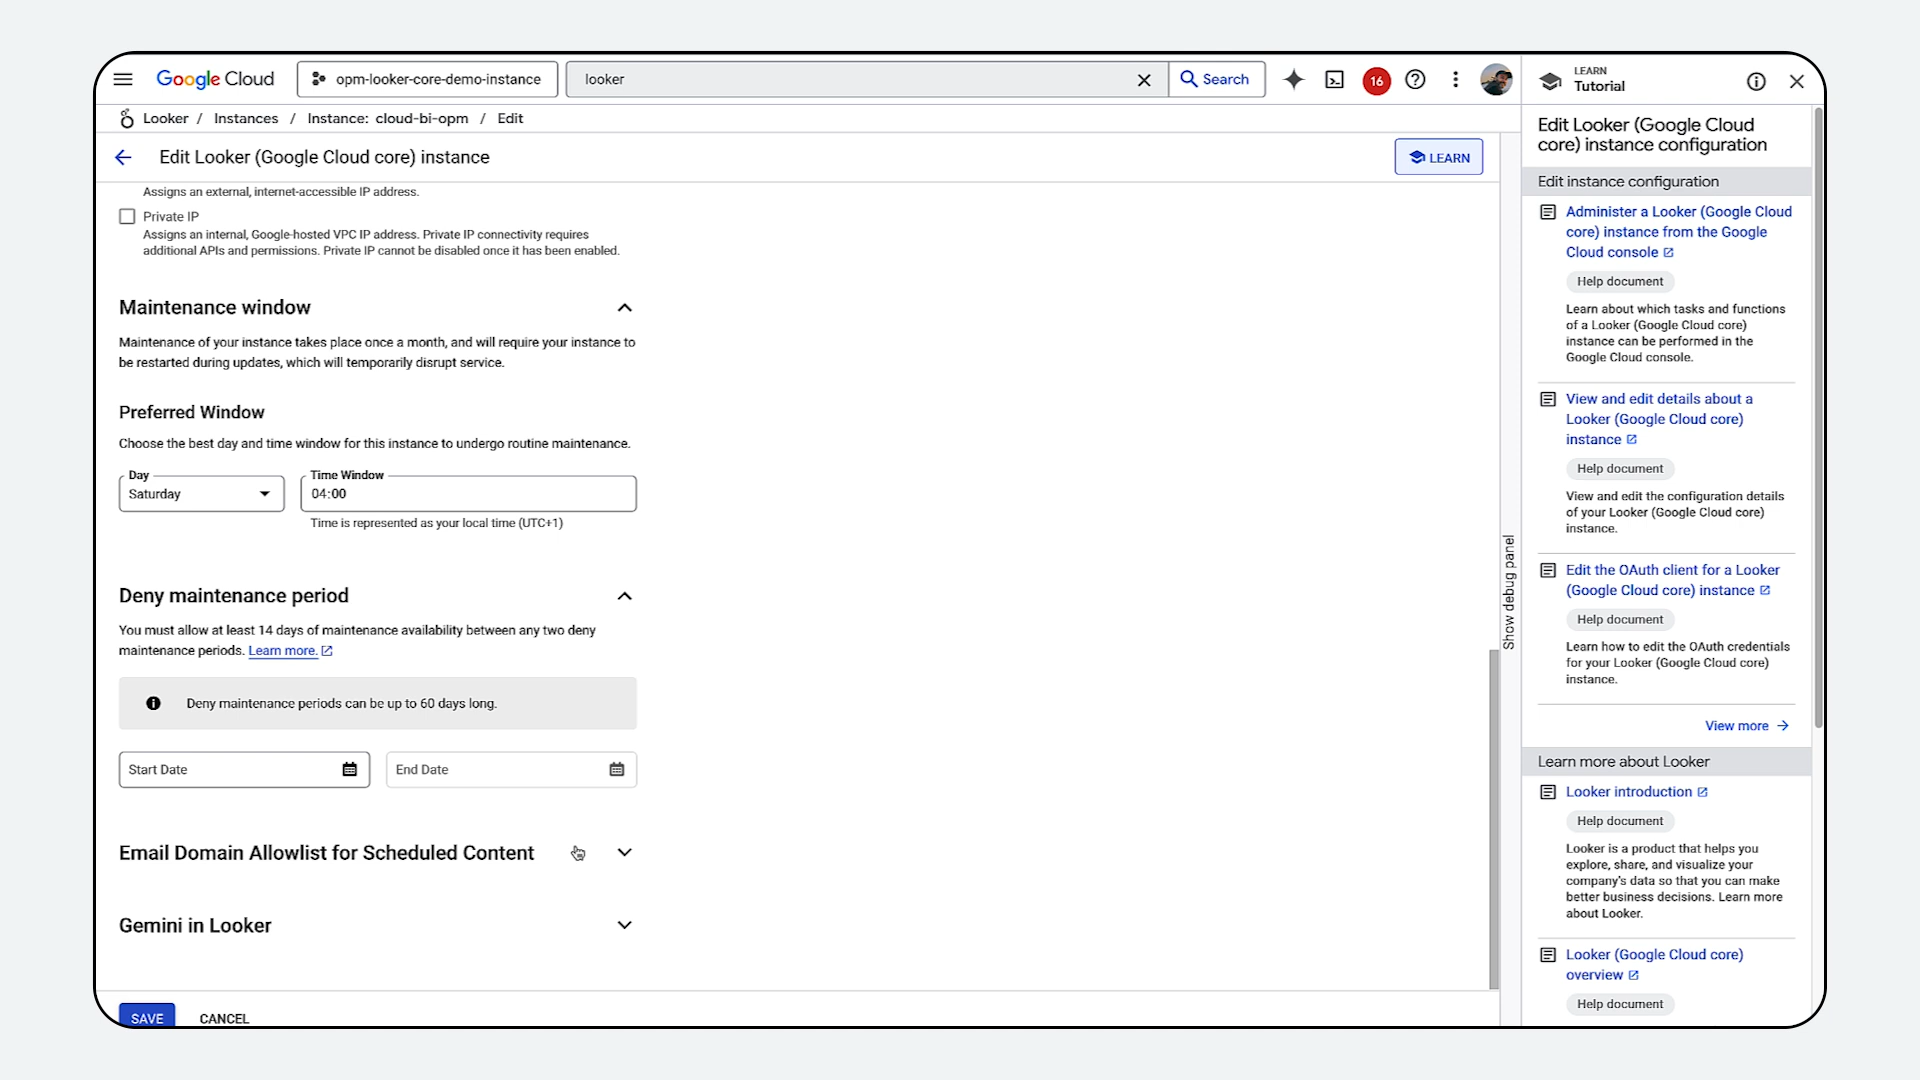 Google Cloud
opm-looker-core-demo-instance
looker
Search
16
LEARN
Tutorial
Looker / Instances / Instance: cloud-bi-opm / Edit
Edit Looker (Google Cloud core) instance
LEARN
Assigns an external, internet-accessible IP address.
Private IP
Assigns an internal, Google-hosted VPC IP address. Private IP connectivity requires
additional APIs and permissions. Private IP cannot be disabled once it has been enabled.
Maintenance window
Maintenance of your instance takes place once a month, and will require your instance to
be restarted during updates, which will temporarily disrupt service.
Preferred Window
Choose the best day and time window for this instance to undergo routine maintenance.
Day
Saturday
Time Window
04:00
Time is represented as your local time (UTC+1)
Deny maintenance period
You must allow at least 14 days of maintenance availability between any two deny
maintenance periods. Learn more.
Deny maintenance periods can be up to 60 days long.
Start Date
End Date
Email Domain Allowlist for Scheduled Content
Gemini in Looker
SAVE
CANCEL
Show debug panel
Edit Looker (Google Cloud
core) instance configuration
Edit instance configuration
Administer a Looker (Google Cloud
core) instance from the Google
Cloud console
Help document
Learn about which tasks and functions
of a Looker (Google Cloud core)
instance can be performed in the
Google Cloud console.
View and edit details about a
Looker (Google Cloud core)
instance
Help document
View and edit the configuration details
of your Looker (Google Cloud core)
instance.
Edit the OAuth client for a Looker
(Google Cloud core) instance
Help document
Learn how to edit the OAuth credentials
for your Looker (Google Cloud core)
instance.
View more
Learn more about Looker
Looker introduction
Help document
Looker is a product that helps you
explore, share, and visualize your
company's data so that you can make
better business decisions. Learn more
about Looker.
Looker (Google Cloud core)
overview
Help document